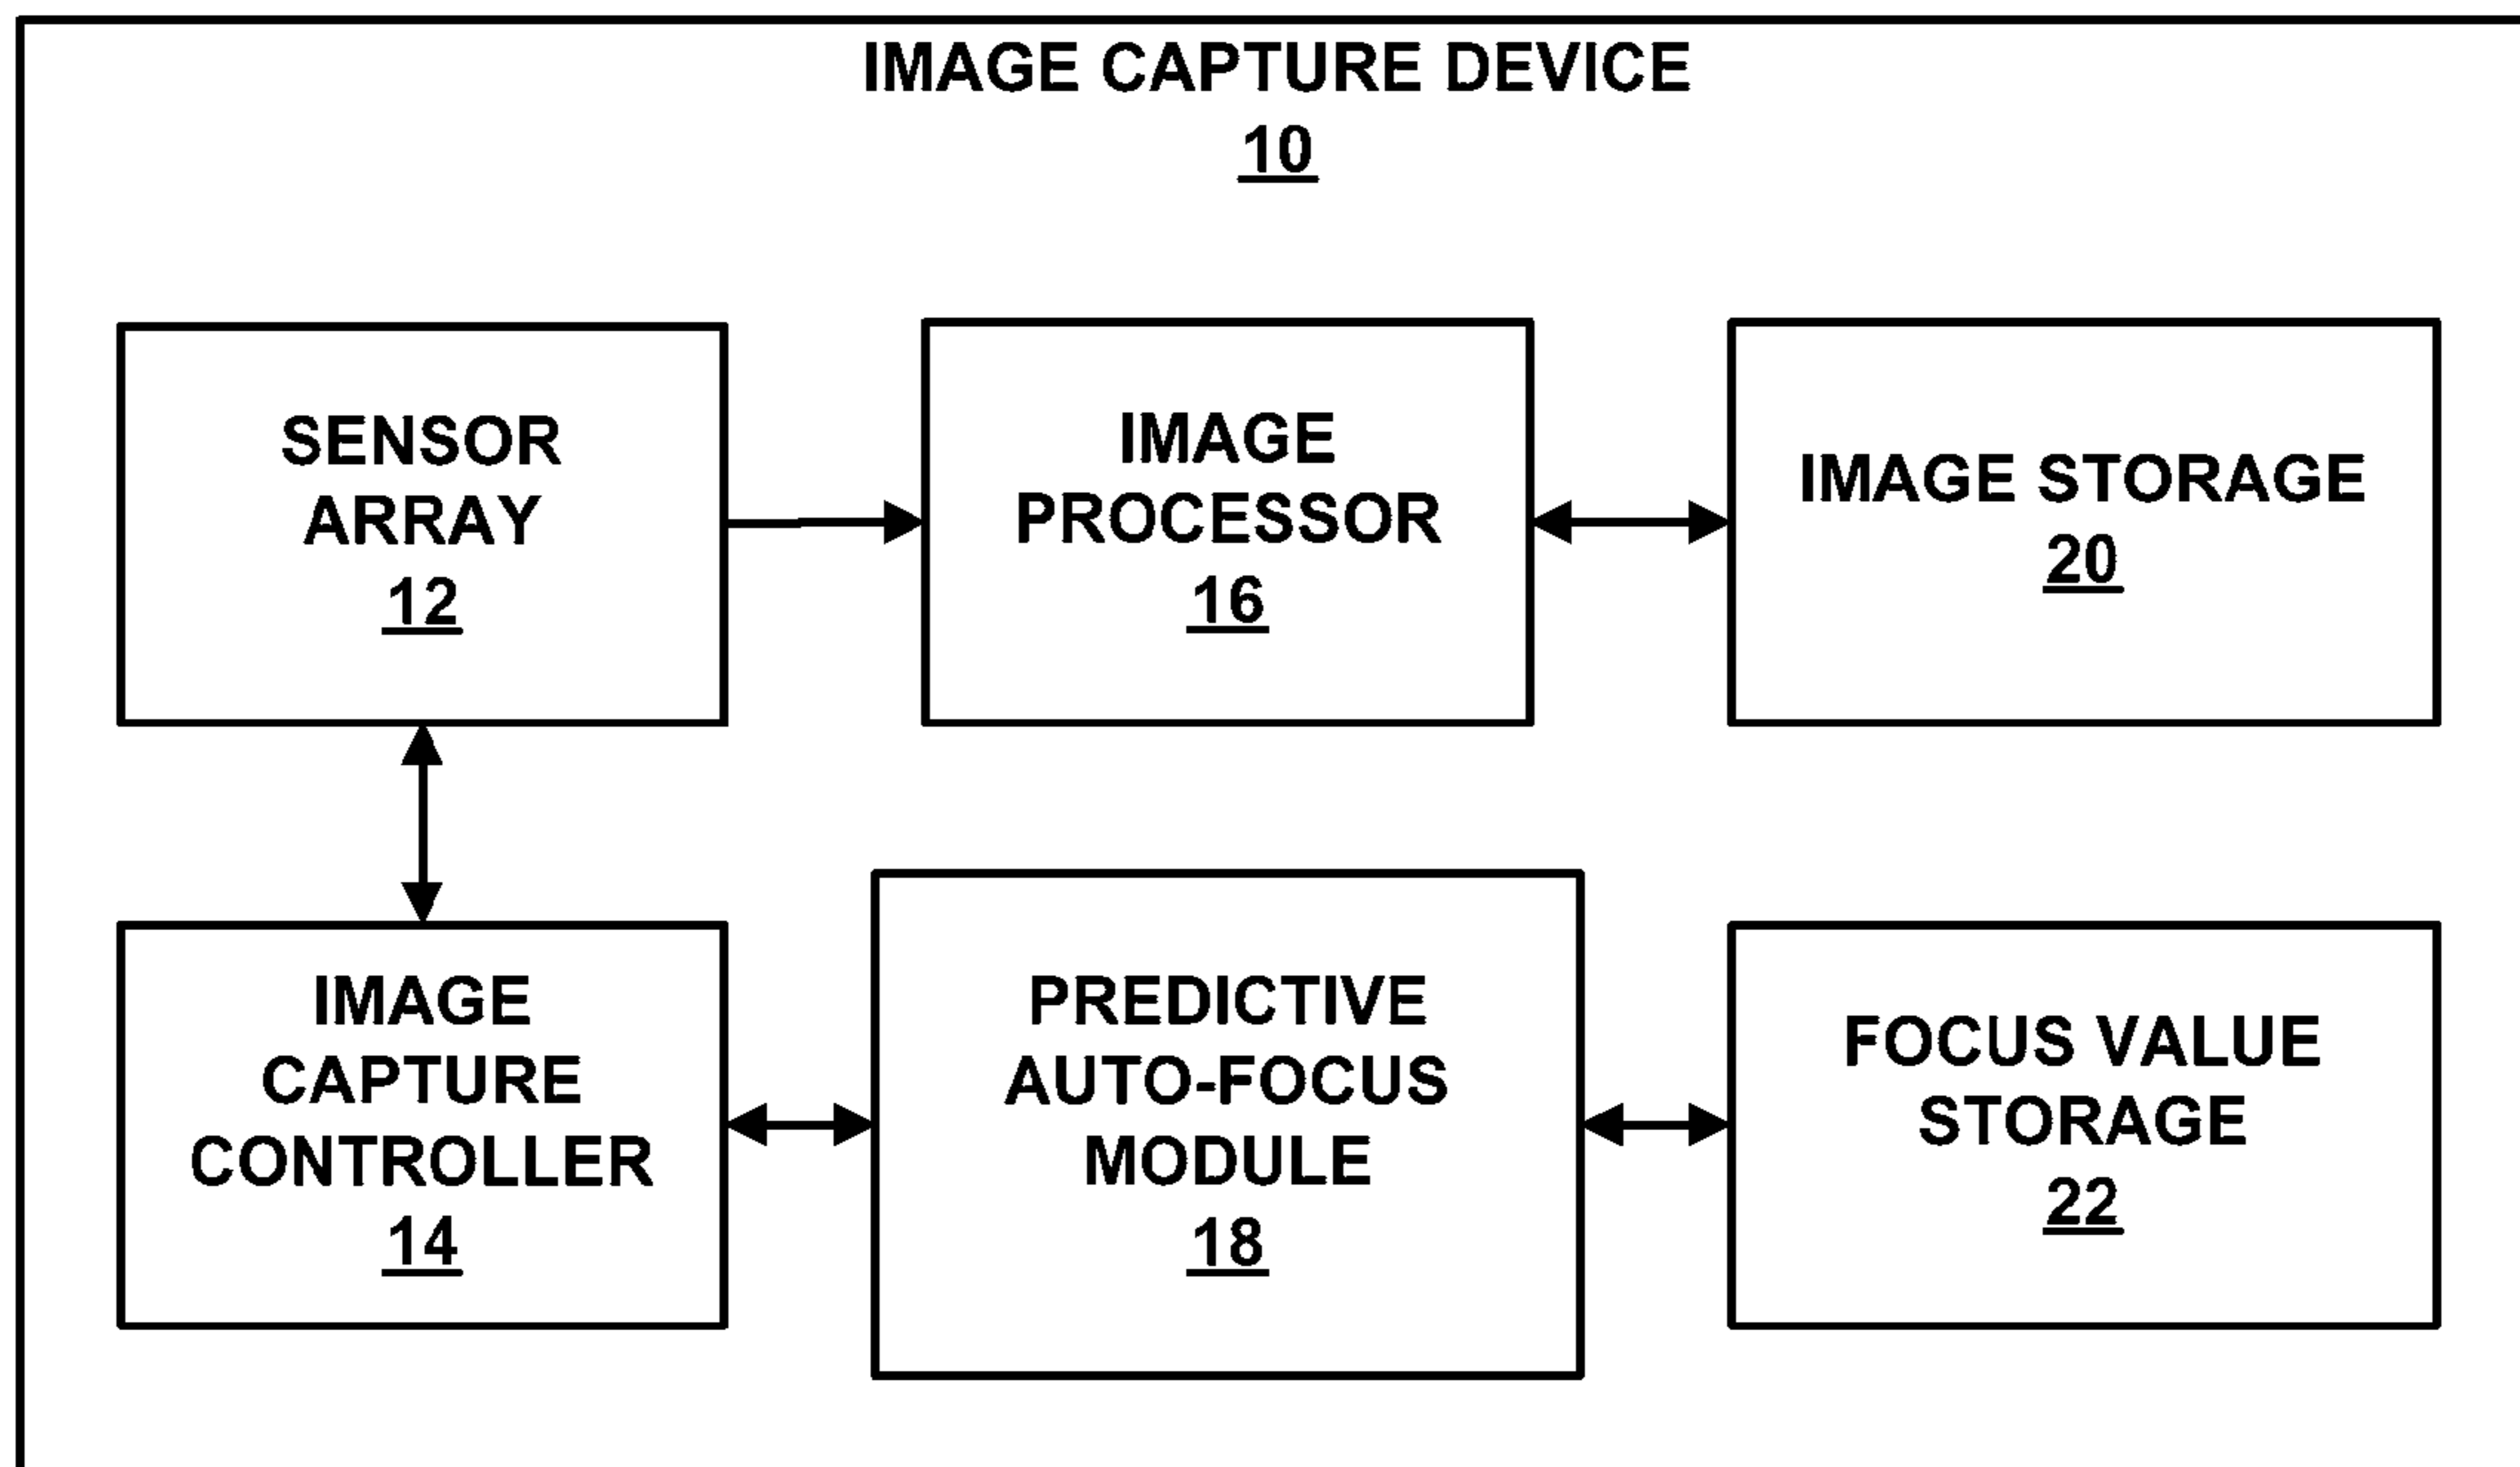 IMAGE CAPTURE DEVICE
10
SENSOR
ARRAY
12
IMAGE
PROCESSOR
16
IMAGE STORAGE
20
IMAGE
CAPTURE
CONTROLLER
14
PREDICTIVE
AUTO-FOCUS
MODULE
18
FOCUS VALUE
STORAGE
22